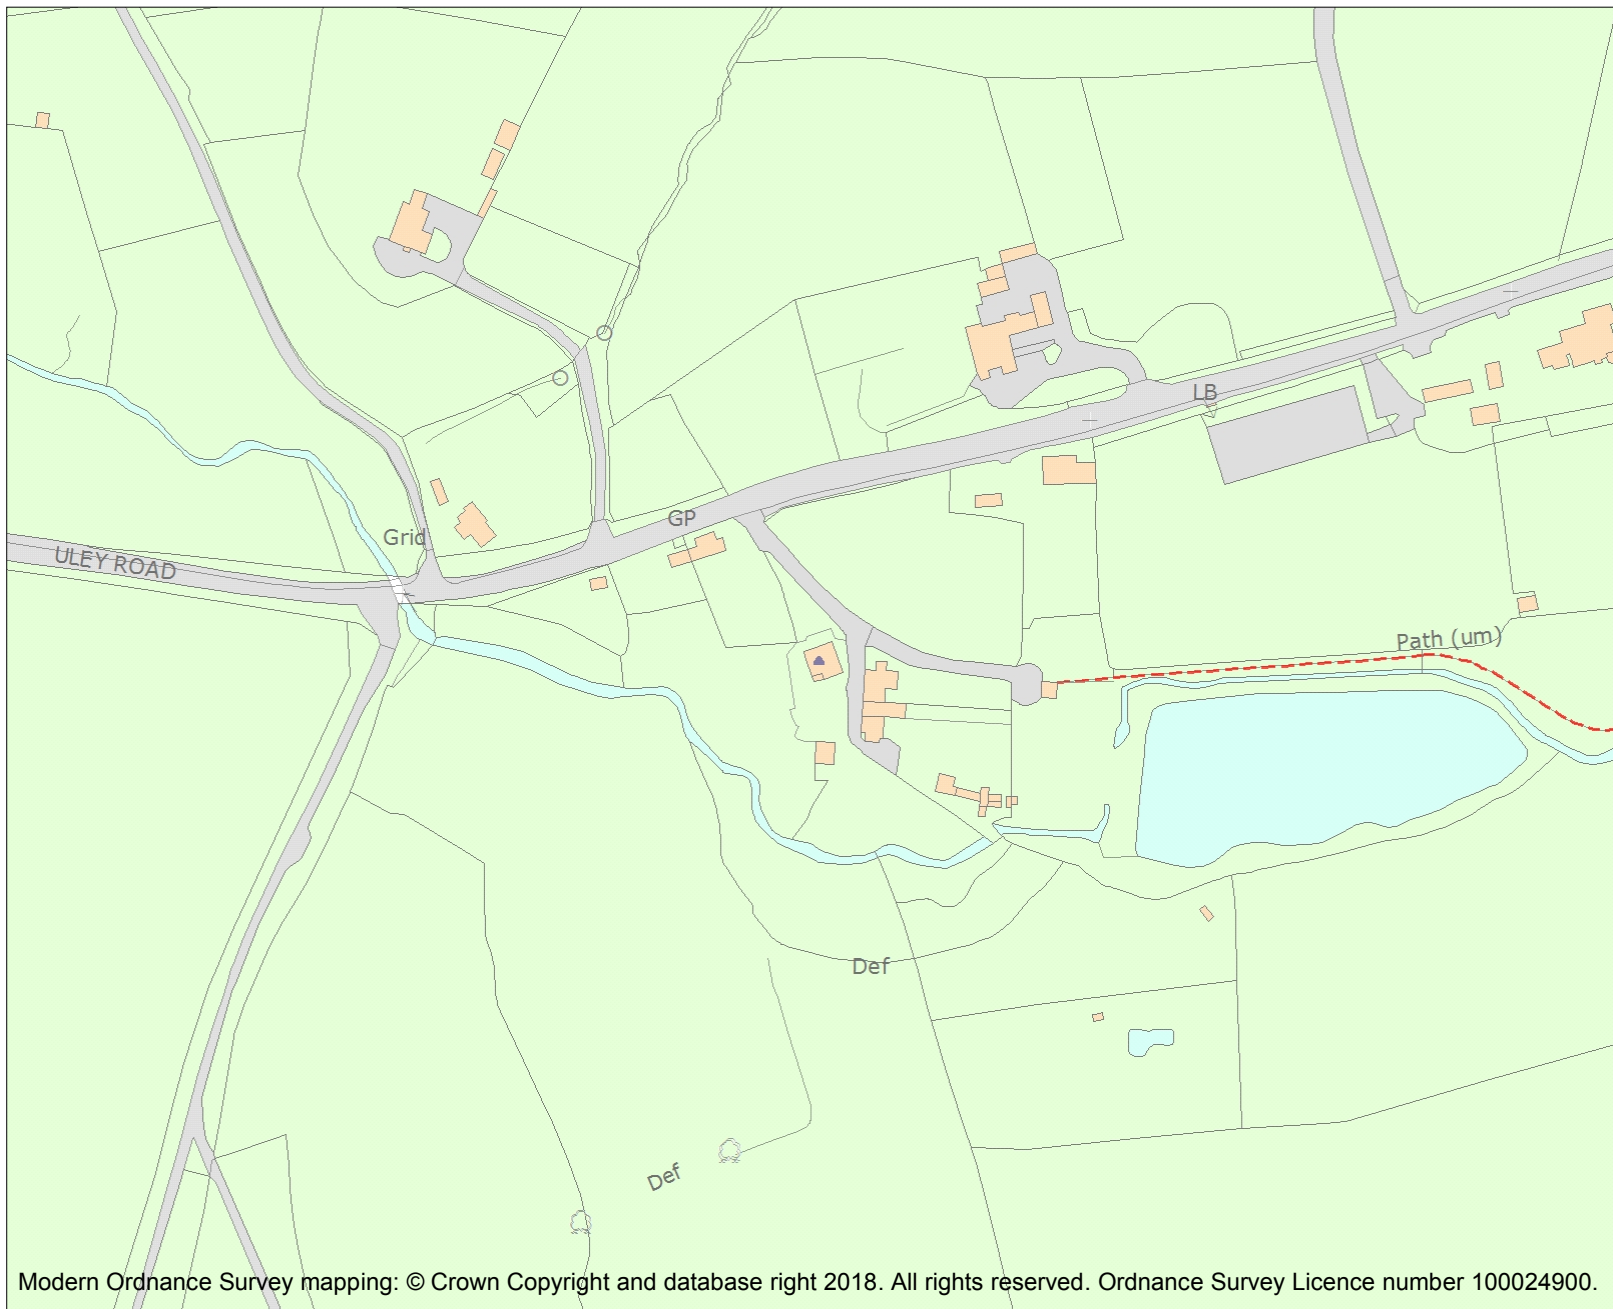 LB
GP
Grid
ULEY ROAD
Path (um)
Def
Def
Modern Ordnance Survey mapping: © Crown Copyright and database right 2018. All rights reserved. Ordnance Survey Licence number 100024900.